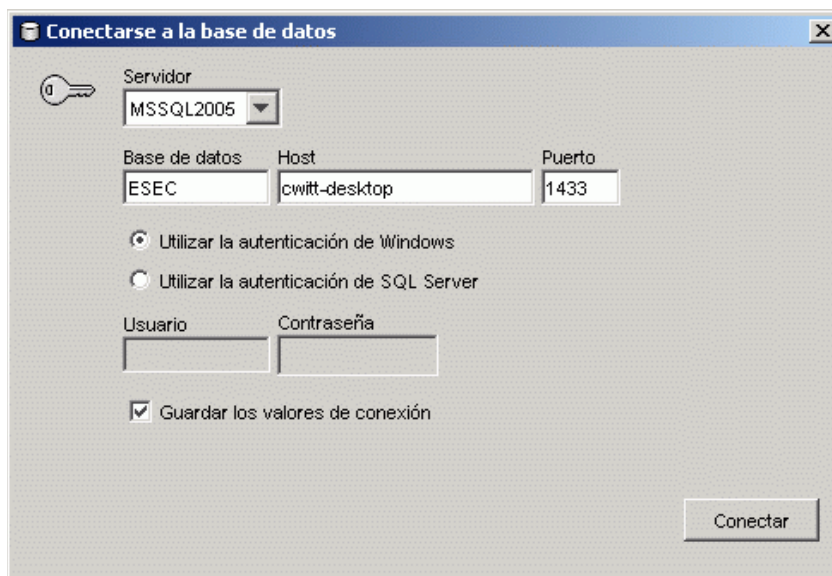 Conectarse a la base de datos
Servidor
MSSQL2005
Base de datos Host Puerto
ESEC cwitt-desktop 1433
Utilizar la autenticación de Windows
Utilizar la autenticación de SQL Server
Usuario Contraseña
Guardar los valores de conexión
Conectar